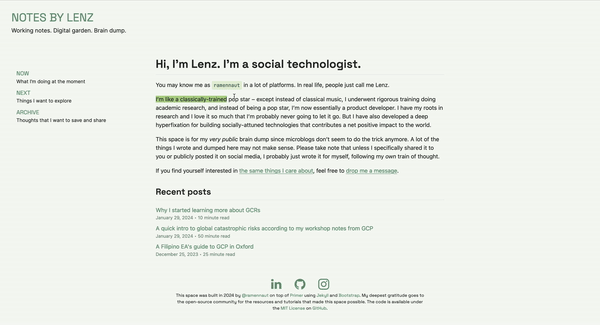 NOTES BY LENZ
Working notes. Digital garden. Brain dump.
NOW
What I'm doing at the moment
NEXT
Things I want to explore
ARCHIVE
Thoughts that I want to save and share
Hi, I'm Lenz. I'm a social technologist.
You may know me as ramennaut in a lot of platforms. In real life, people just call me Lenz.
I'm like a classically-trained pop star – except instead of classical music, I underwent rigorous training doing
academic research, and instead of being a pop star, I'm now essentially a product developer. I have my roots in
research and I love it so much that I'm probably never going to let it go. But I have also developed a deep
hyperfixation for building socially-attuned technologies that contributes a net positive impact to the world.
This space is for my very public brain dump since microblogs don't seem to do the trick anymore. A lot of the
things I wrote and dumped here may not make sense. Please take note that unless I specifically shared it to
you or publicly posted it on social media, I probably just wrote it for myself, following my own train of thought.
If you find yourself interested in the same things I care about, feel free to drop me a message.
Recent posts
Why I started learning more about GCRs
January 29, 2024 • 10 minute read
A quick intro to global catastrophic risks according to my workshop notes from GCP
January 29, 2024 • 50 minute read
A Filipino EA's guide to GCP in Oxford
December 25, 2023 • 25 minute read
This space was built in 2024 by @ramennaut on top of Primer using Jekyll and Bootstrap. My deepest gratitude goes to
the open-source community for the resources and tutorials that made this possible. The code is available under
the MIT License on GitHub.